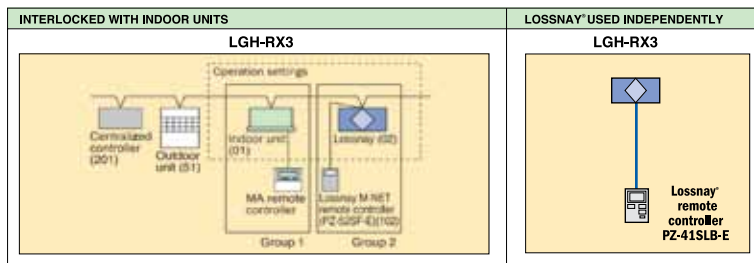 INTERLOCKED WITH INDOOR UNITS
LOSSNAY® USED INDEPENDENTLY
LGH-RX3
LGH-RX3
Operation settings
Centralized
controller
(201)
Outdoor
unit (51)
Indoor unit
(01)
Lossnay (02)
MA remote
controller
Lossnay M-NET
remote controller
(PZ-52SF-E)(102)
Group 1
Group 2
Lossnay®
remote
controller
PZ-41SLB-E